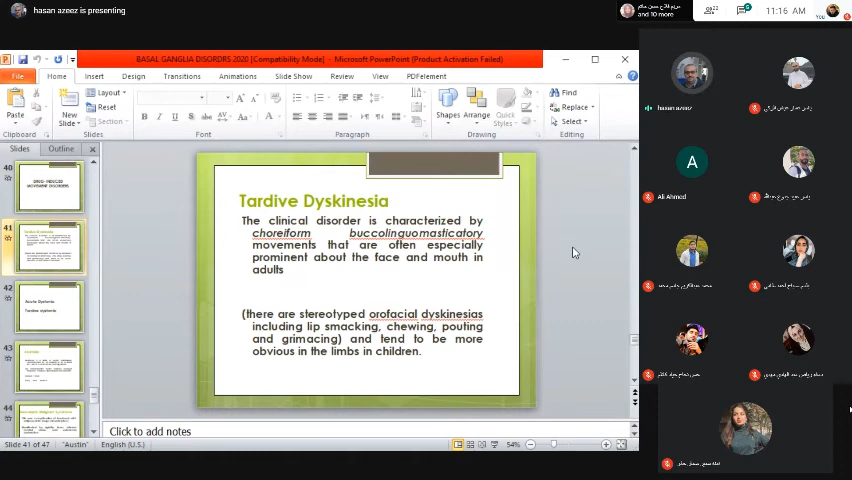 hasan azeez is presenting
and 10 more
22
11:16 AM
You
BASAL GANGLIA DISORDRS 2020 [Compatibility Mode] - Microsoft PowerPoint (Product Activation Failed)
File
Home
Insert
Design
Transitions
Animations
Slide Show
Review
View
PDFelement
Paste
New
Slide
Layout
Reset
Section
Shapes
Arrange
Quick
Styles
Find
Replace
Select
Clipboard
Slides
Font
Paragraph
Drawing
Editing
Slides
Outline
40
DRUG- INDUCED
MOVEMENT DISORDERS
41
42
Acute Dystonia
Tardive dystonia
43
44
Tardive Dyskinesia
The clinical disorder is characterized by
choreiform buccolinguomasticatory
movements that are often especially
prominent about the face and mouth in
adults
(there are stereotyped orofacial dyskinesias
including lip smacking, chewing, pouting
and grimacing) and tend to be more
obvious in the limbs in children.
Click to add notes
Slide 41 of 47
"Austin"
English (U.S.)
54%
hasan azeez
A
Ali Ahmed